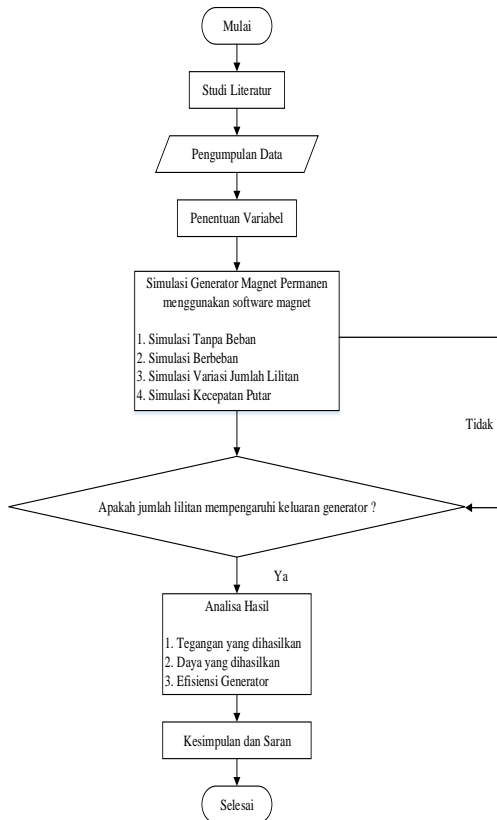 Mulai
Studi Literatur
Pengumpulan Data
Penentuan Variabel
Simulasi Generator Magnet Permanen
menggunakan software magnet
1. Simulasi Tanpa Beban
2. Simulasi Berbeban
3. Simulasi Variasi Jumlah Lilitan
4. Simulasi Kecepatan Putar
Tidak
Apakah jumlah lilitan mempengaruhi keluaran generator ?
Ya
Analisa Hasil
1. Tegangan yang dihasilkan
2. Daya yang dihasilkan
3. Efisiensi Generator
Kesimpulan dan Saran
Selesai